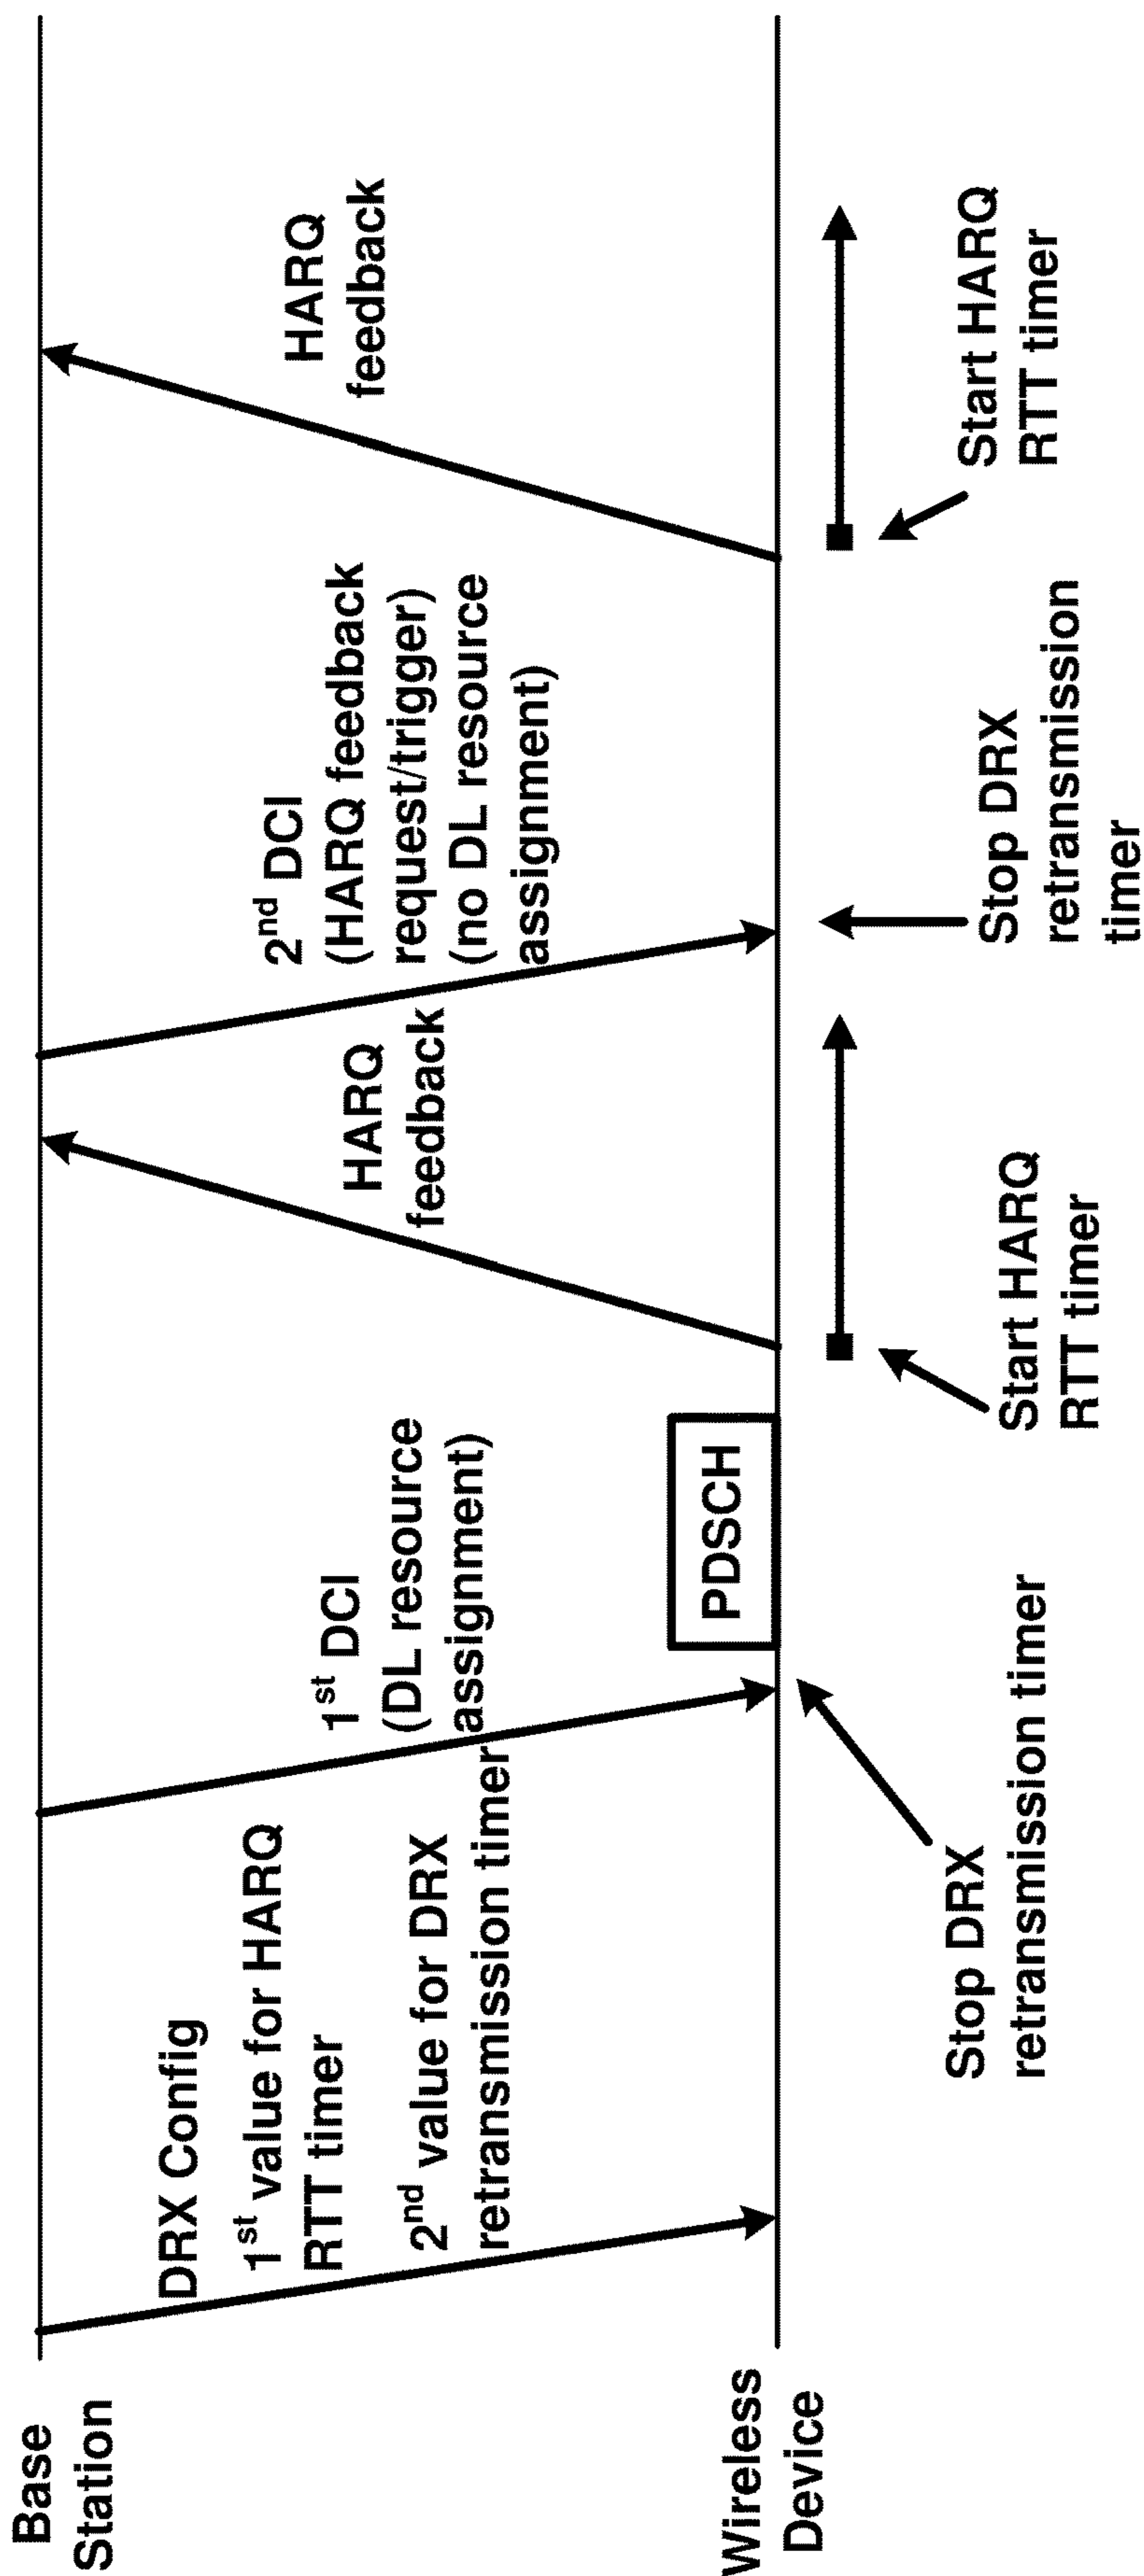 Base
Station
DRX Config
1st value for HARQ
RTT timer
2nd value for DRX
retransmission timer
1st DCI
(DL resource
assignment)
HARQ
feedback
2nd DCI
(HARQ feedback
request/trigger)
(no DL resource
assignment)
HARQ
feedback
PDSCH
Wireless
Device
Stop DRX
retransmission timer
Start HARQ
RTT timer
Stop DRX
retransmission
timer
Start HARQ
RTT timer